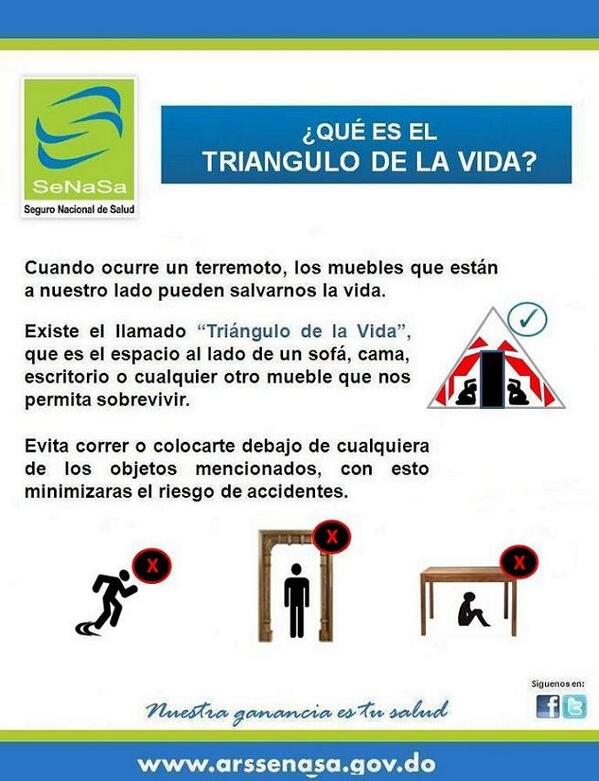 SeNaSa
Seguro Nacional de Salud
¿QUÉ ES EL
TRIANGULO DE LA VIDA?
Cuando ocurre un terremoto, los muebles que están
a nuestro lado pueden salvarnos la vida.
Existe el llamado “Triángulo de la Vida”,
que es el espacio al lado de un sofá, cama,
escritorio o cualquier otro mueble que nos
permita sobrevivir.
Evita correr o colocarte debajo de cualquiera
de los objetos mencionados, con esto
minimizaras el riesgo de accidentes.
X
X
X
Siguenos en:
f t
Nuestra ganancia es tu salud
www.arssenasa.gov.do